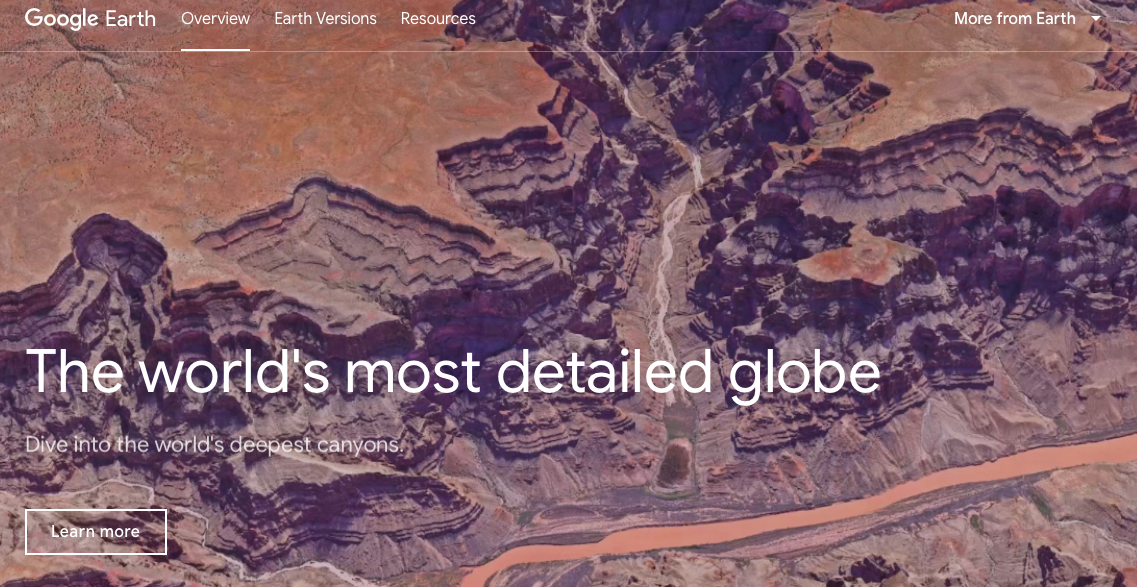 Google Earth Overview Earth Versions Resources More from Earth
The world's most detailed globe
Dive into the world's deepest canyons.
Learn more